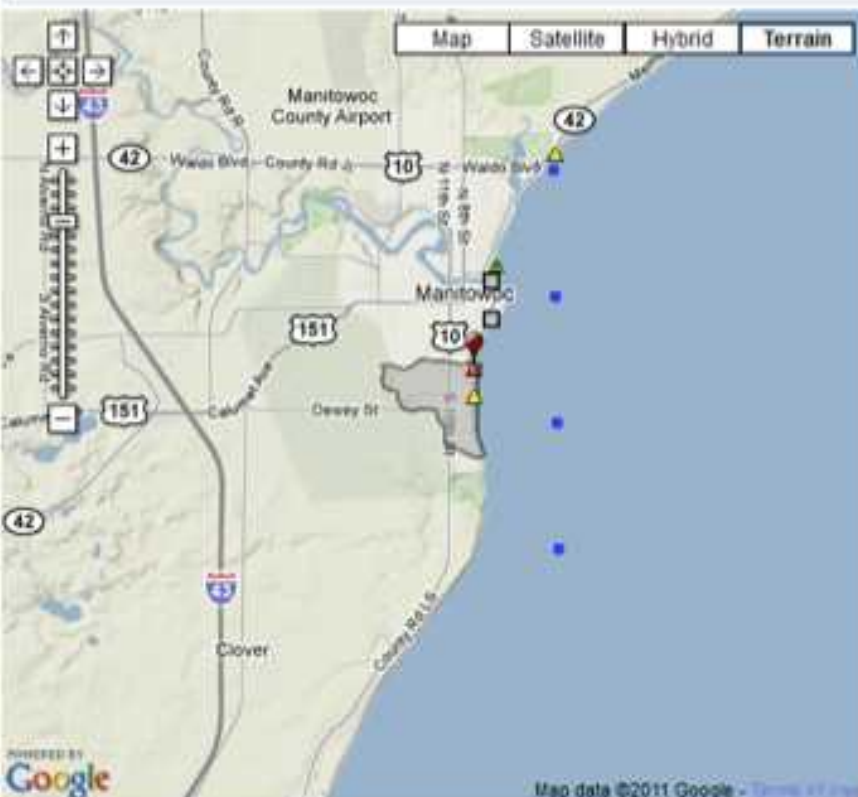 Map
Satellite
Hybrid
Terrain
43
County Rd R
Manitowoc
County Airport
42
42
Waldo Blvd
County Rd
10
Waldo Blvd
N 11th St
N 8th St
Manitowoc
151
10
Calumet Ave
151
Dewey St
42
43
Clover
County Rd LS
POWERED BY
Google
Map data ©2011 Google -